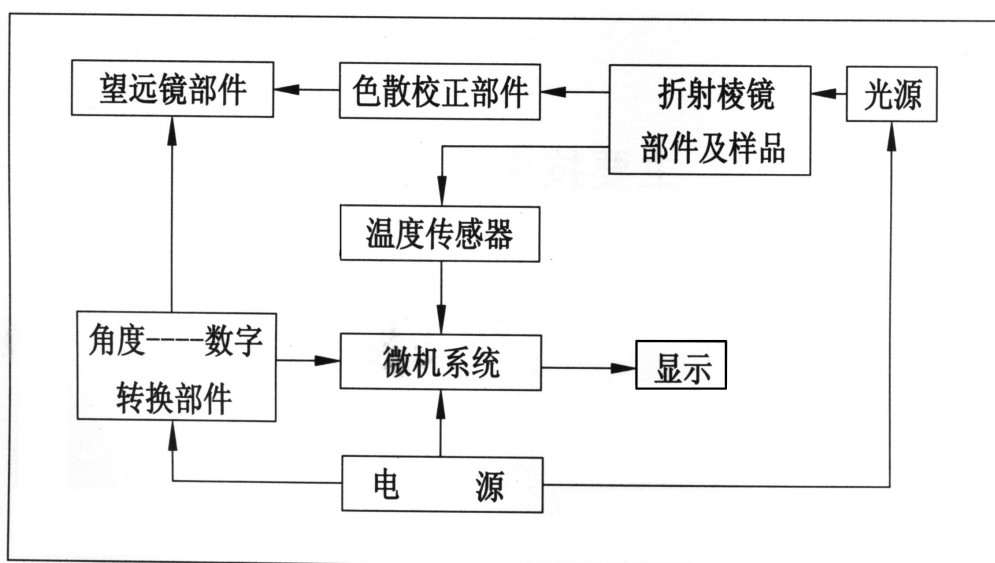 望远镜部件
色散校正部件
折射棱镜
部件及样品
光源
温度传感器
角度----数字
转换部件
微机系统
显示
电 源